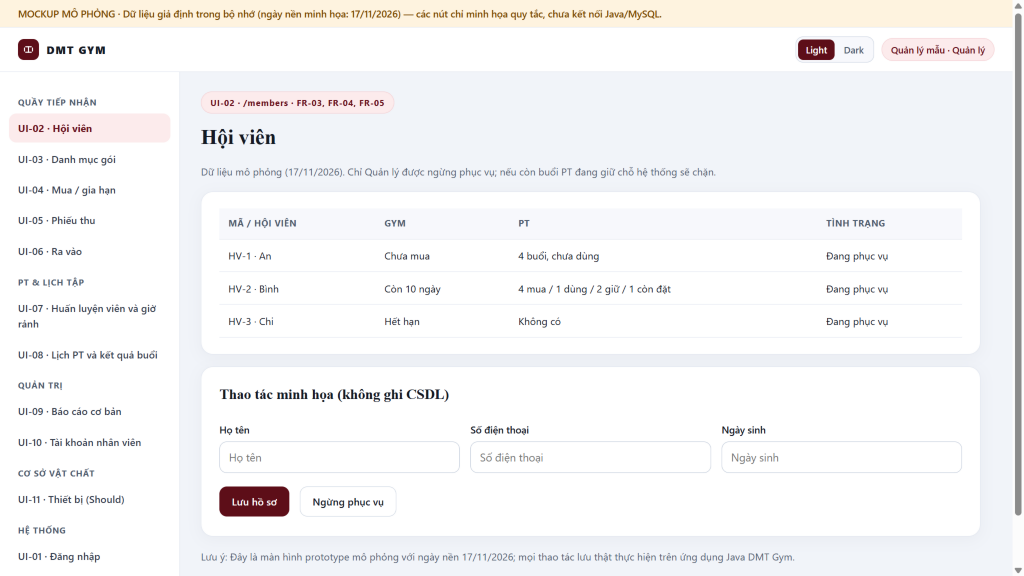 MOCKUP MÔ PHỎNG · Dữ liệu giả định trong bộ nhớ (ngày nền minh họa: 17/11/2026) — các nút chỉ minh họa quy tắc, chưa kết nối Java/MySQL.
DMT GYM
Light Dark Quản lý mẫu · Quản lý
QUẦY TIẾP NHẬN
UI-02 · Hội viên
UI-03 · Danh mục gói
UI-04 · Mua / gia hạn
UI-05 · Phiếu thu
UI-06 · Ra vào
PT & LỊCH TẬP
UI-07 · Huấn luyện viên và giờ
rảnh
UI-08 · Lịch PT và kết quả buổi
QUẢN TRỊ
UI-09 · Báo cáo cơ bản
UI-10 · Tài khoản nhân viên
CƠ SỞ VẬT CHẤT
UI-11 · Thiết bị (Should)
HỆ THỐNG
UI-01 · Đăng nhập
UI-02 · /members · FR-03, FR-04, FR-05
Hội viên
Dữ liệu mô phỏng (17/11/2026). Chỉ Quản lý được ngừng phục vụ; nếu còn buổi PT đang giữ chỗ hệ thống sẽ chặn.
MÃ / HỘI VIÊN GYM PT TÌNH TRẠNG
HV-1 · An Chưa mua 4 buổi, chưa dùng Đang phục vụ
HV-2 · Bình Còn 10 ngày 4 mua / 1 dùng / 2 giữ / 1 còn đặt Đang phục vụ
HV-3 · Chi Hết hạn Không có Đang phục vụ
Thao tác minh họa (không ghi CSDL)
Họ tên Số điện thoại Ngày sinh
Họ tên Số điện thoại Ngày sinh
Lưu hồ sơ Ngừng phục vụ
Lưu ý: Đây là màn hình prototype mô phỏng với ngày nền 17/11/2026; mọi thao tác lưu thật thực hiện trên ứng dụng Java DMT Gym.